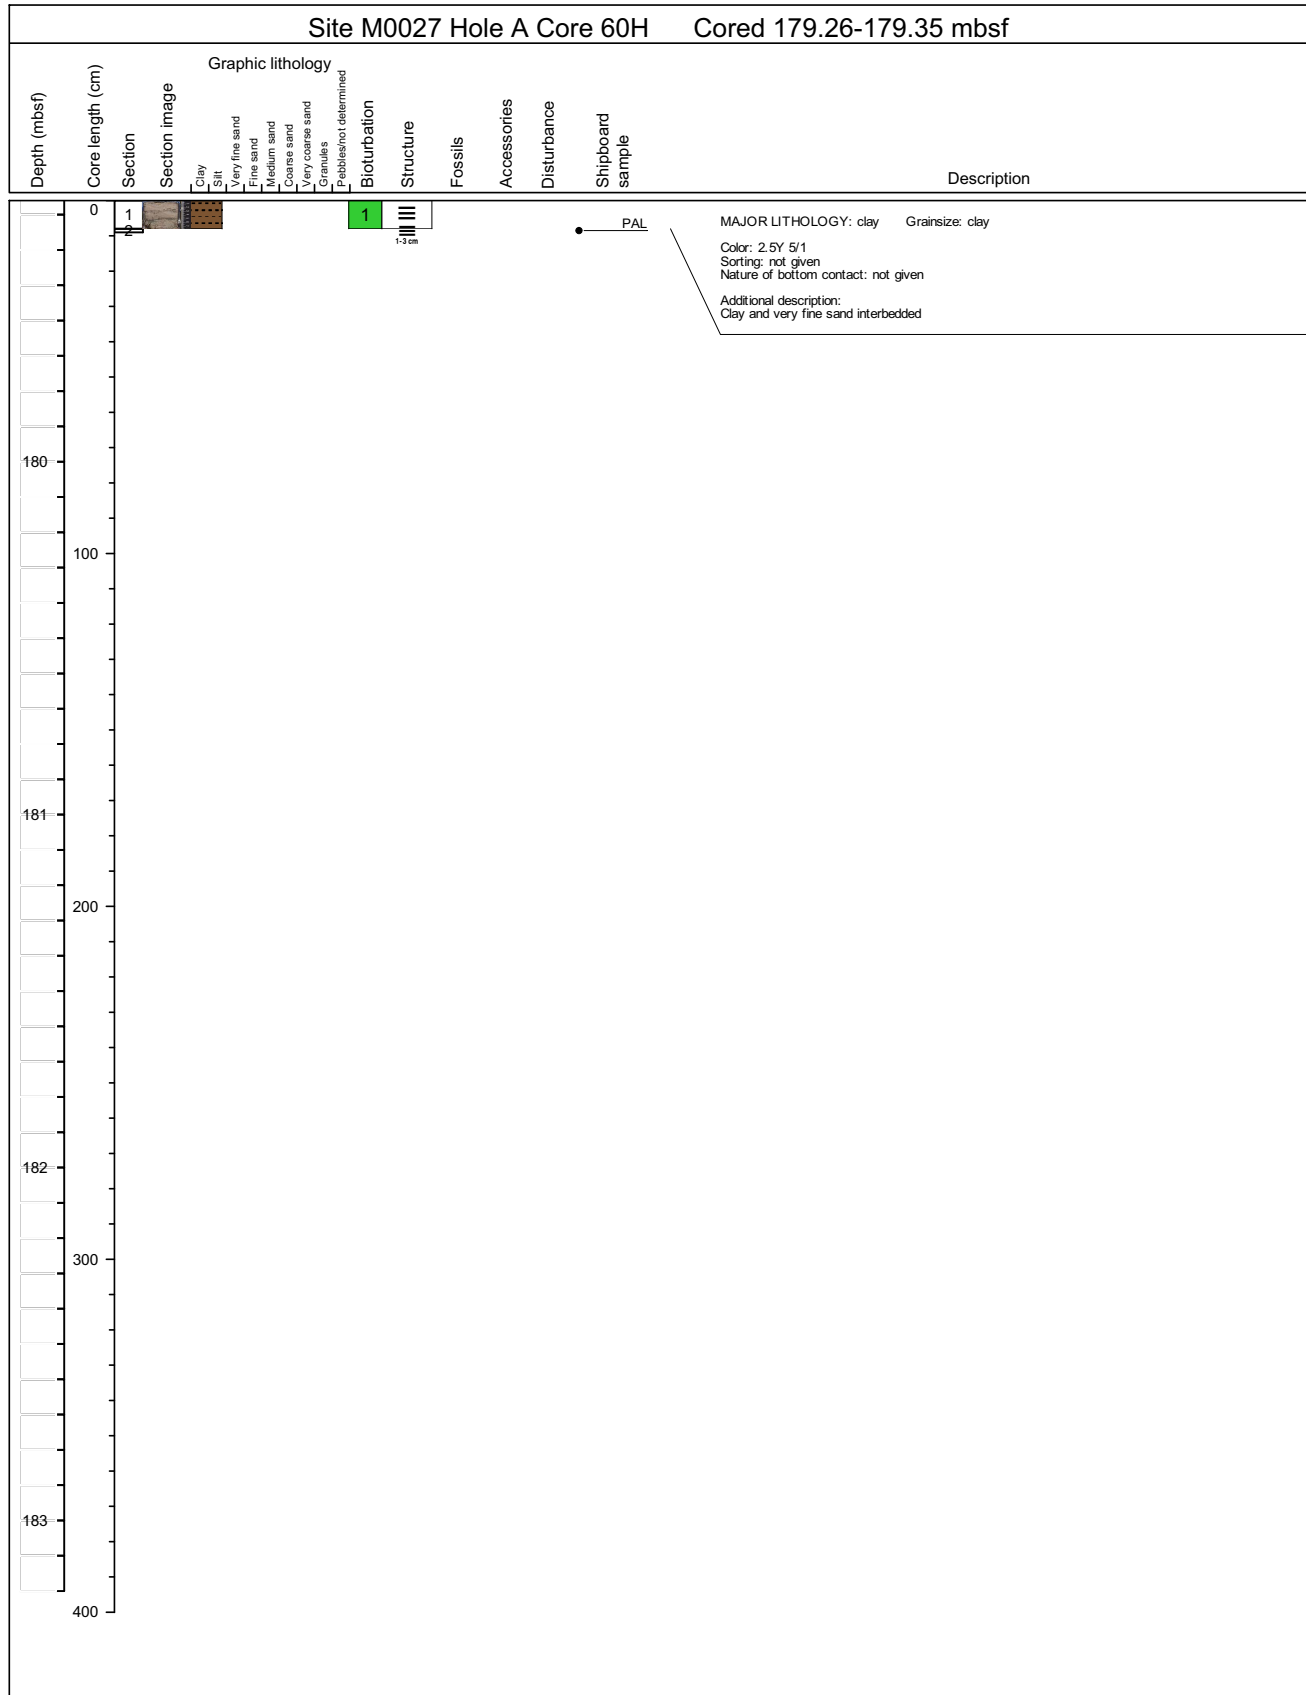 Site M0027 Hole A Core 60H Cored 179.26-179.35 mbsf
Graphic lithology
Depth (mbsf)
Core length (cm)
Section
Section image
Clay
Silt
Very fine sand
Fine sand
Medium sand
Coarse sand
Very coarse sand
Granules
Pebbles/not determined
Bioturbation
Structure
Fossils
Accessories
Disturbance
Shipboard
sample
Description
0
1
2
1
1-3 cm
PAL
MAJOR LITHOLOGY: clay Grainsize: clay
Color: 2.5Y 5/1
Sorting: not given
Nature of bottom contact: not given
Additional description:
Clay and very fine sand interbedded
180
100
181
200
182
300
183
400